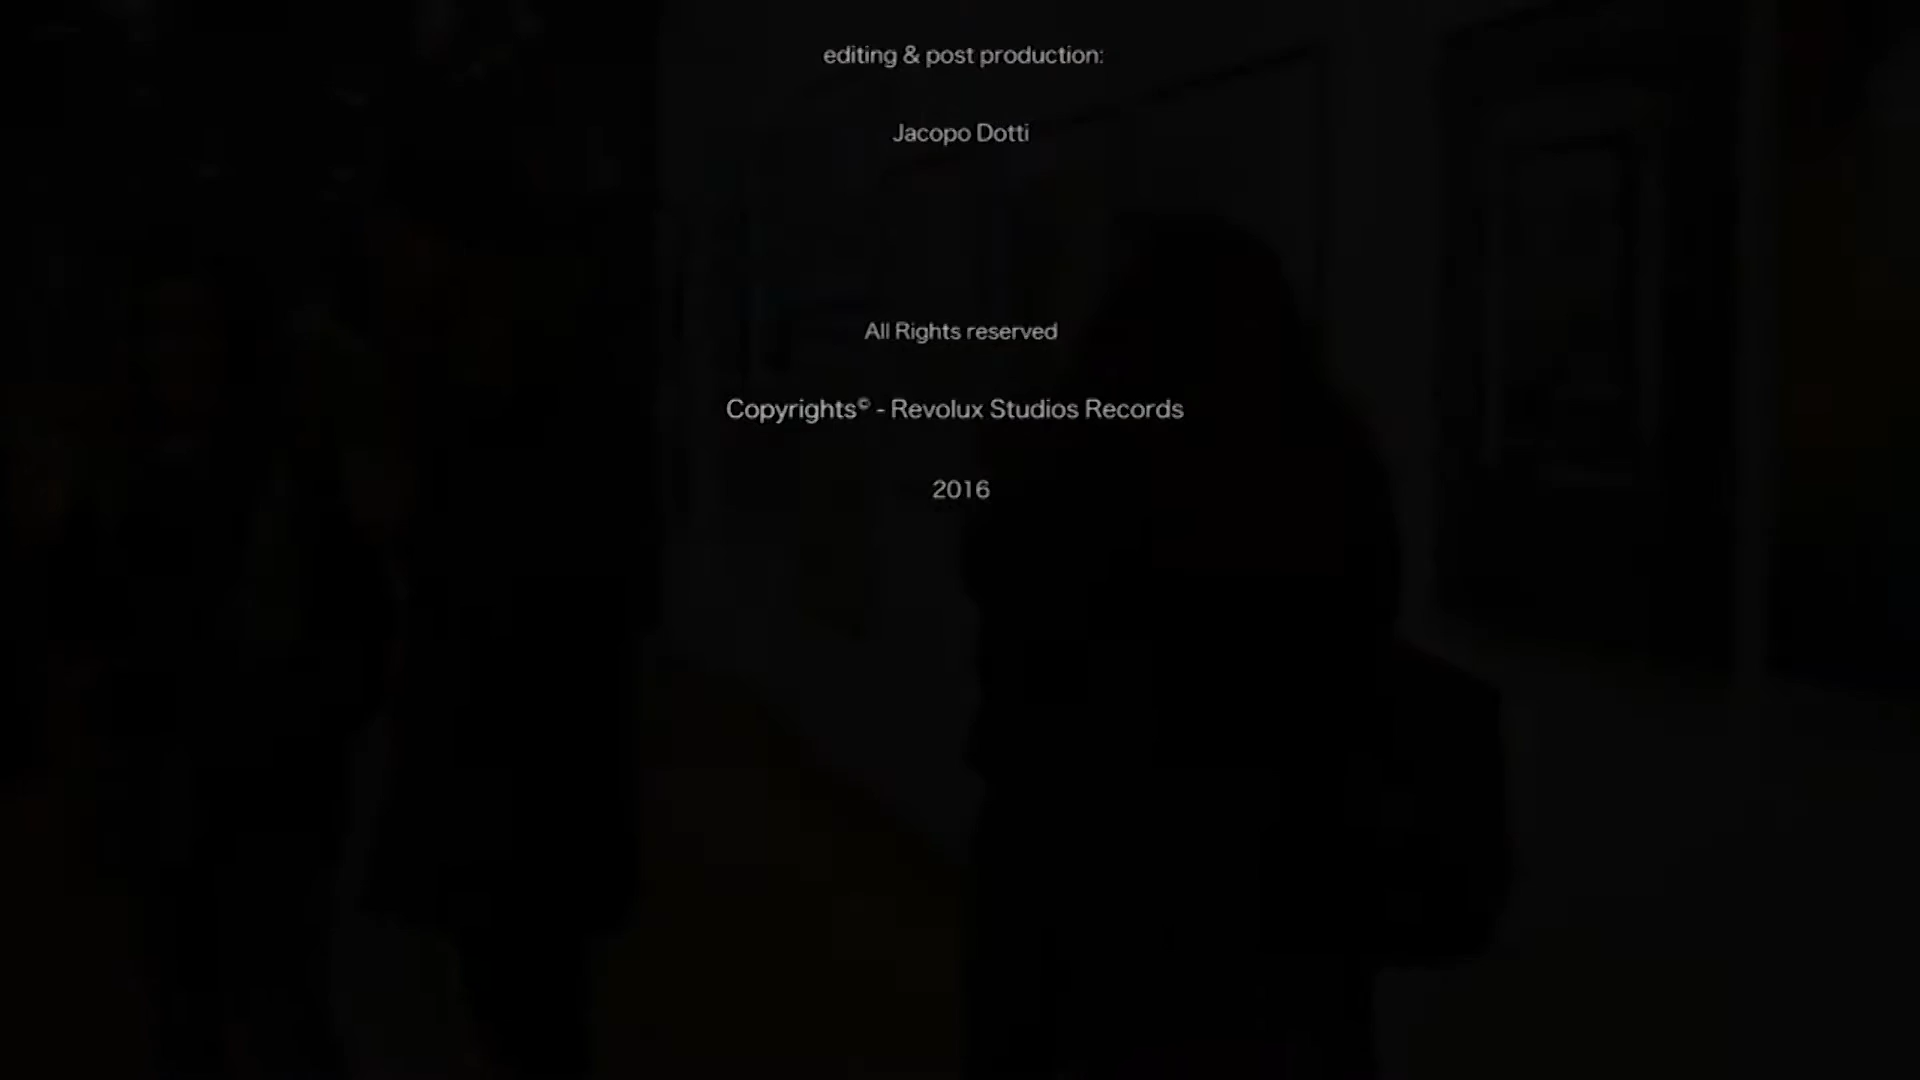 editing & post production:
Jacopo Dotti
All Rights reserved
Copyrights© - Revolux Studios Records
2016